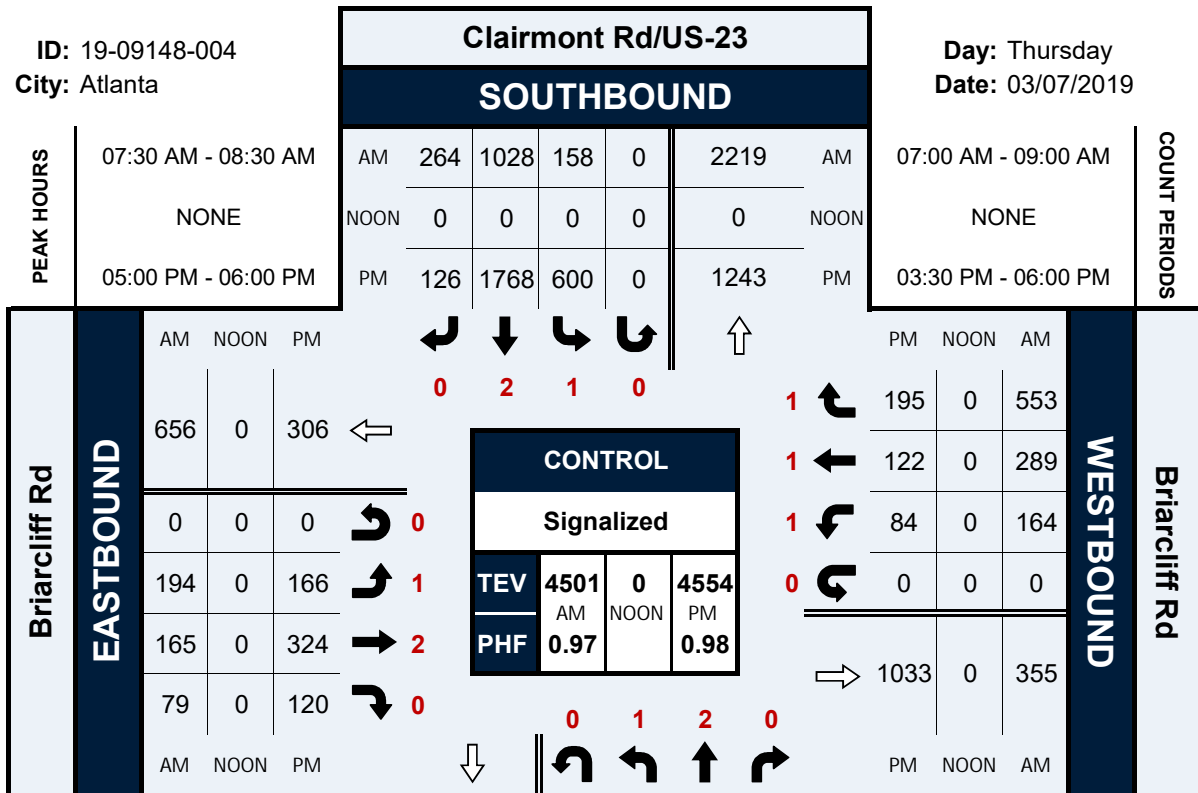 ID: 19-09148-004
City: Atlanta
Clairmont Rd/US-23
SOUTHBOUND
Day: Thursday
Date: 03/07/2019
PEAK HOURS
07:30 AM - 08:30 AM
NONE
05:00 PM - 06:00 PM
AM 264 1028 158 0 2219 AM
NOON 0 0 0 0 0 NOON
PM 126 1768 600 0 1243 PM
07:00 AM - 09:00 AM
NONE
03:30 PM - 06:00 PM
COUNT PERIODS
0 2 1 0
Briarcliff Rd
EASTBOUND
AM NOON PM
656 0 306
0 0 0 0
194 0 166 1
165 0 324 2
79 0 120 0
AM NOON PM
CONTROL
Signalized
TEV 4501 0 4554
AM NOON PM
PHF 0.97 0.98
PM NOON AM
1 195 0 553
1 122 0 289
1 84 0 164
0 0 0 0
1033 0 355
PM NOON AM
WESTBOUND
Briarcliff Rd
0 1 2 0